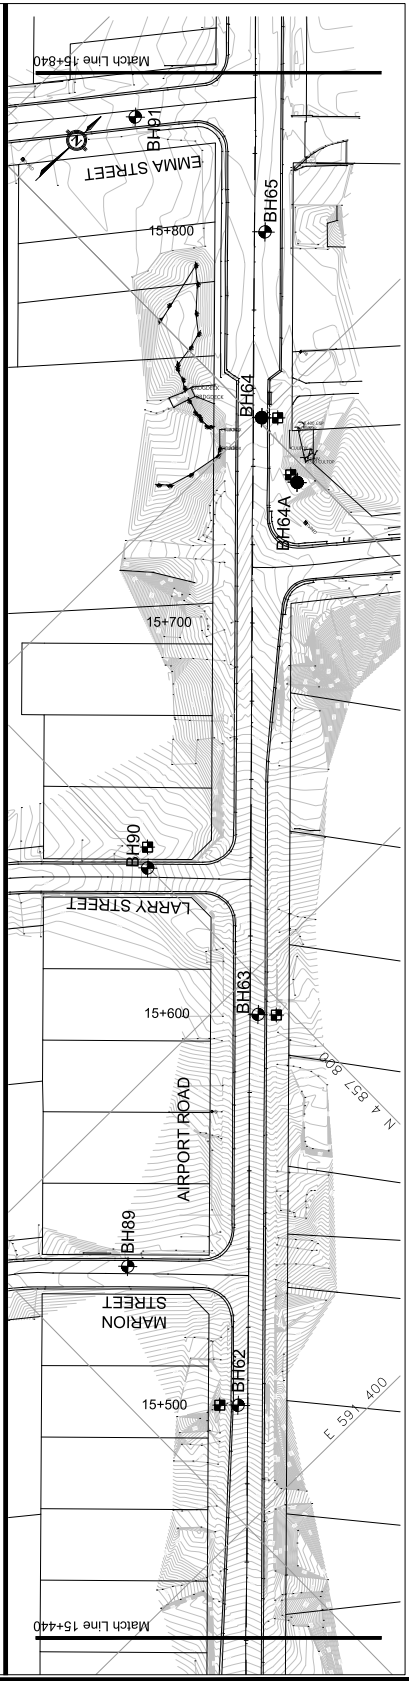 Match Line 15+840
BH91
N
EMMA STREET
BH65
15+800
BH64
BH64A
15+700
BH90
LARRY STREET
BH63
15+600
N 4 857 800
AIRPORT ROAD
BH89
MARION
STREET
BH62
15+500
E 591 400
Match Line 15+440